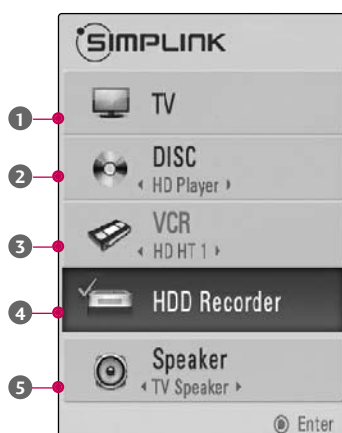 SIMPLINK
1 TV
2 DISC
◂ HD Player ▸
3 VCR
◂ HD HT 1 ▸
4 HDD Recorder
5 Speaker
◂ TV Speaker ▸
◉ Enter